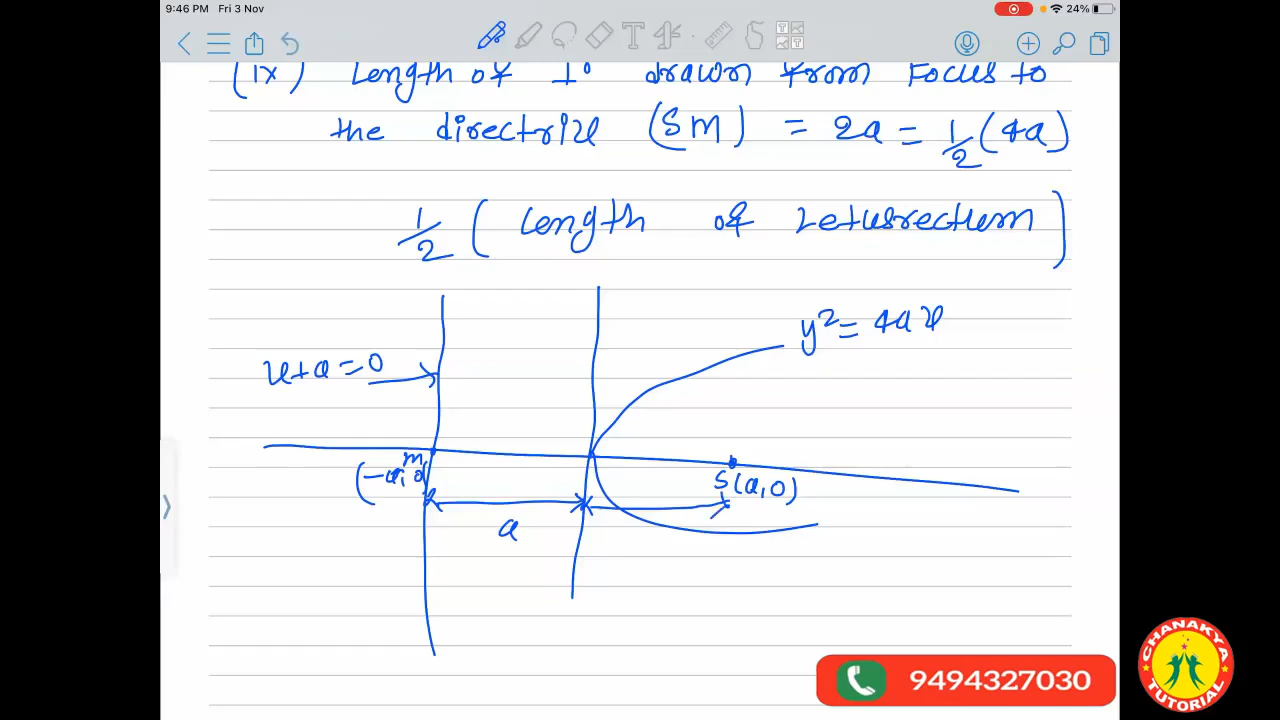 9:46 PM Fri 3 Nov
24%
(ix) Length of ⊥r drawn from Focus to
the directrix (SM) = 2a = 1/2 (4a)
1/2 ( Length of Letusrectum )
y² = 4ax
x+a=0
M
(-a,0)
S(a,0)
a
9494327030
CHANAKYA
TUTORIAL